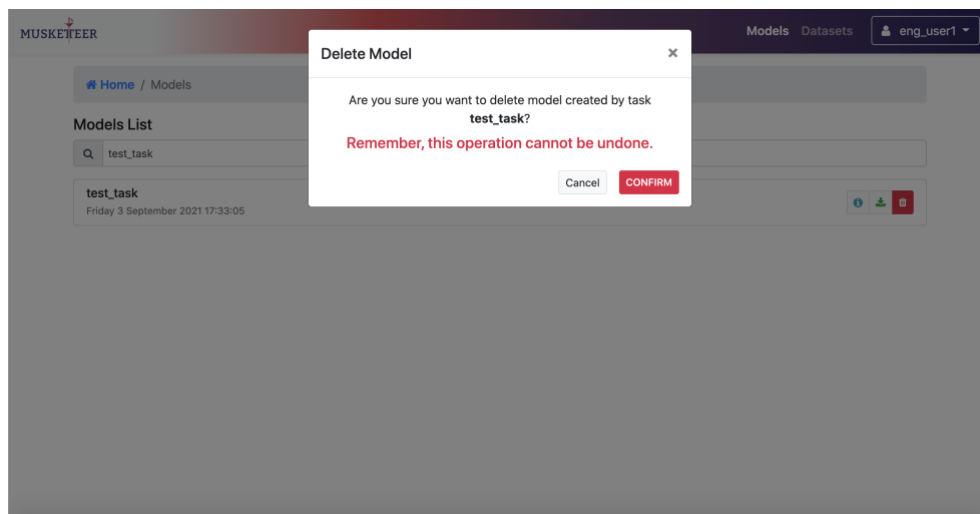 MUSKETEER
Models Datasets eng_user1
Delete Model ×
Home / Models
Are you sure you want to delete model created by task
test_task?
Remember, this operation cannot be undone.
Models List
test_task
Cancel CONFIRM
test_task
Friday 3 September 2021 17:33:05